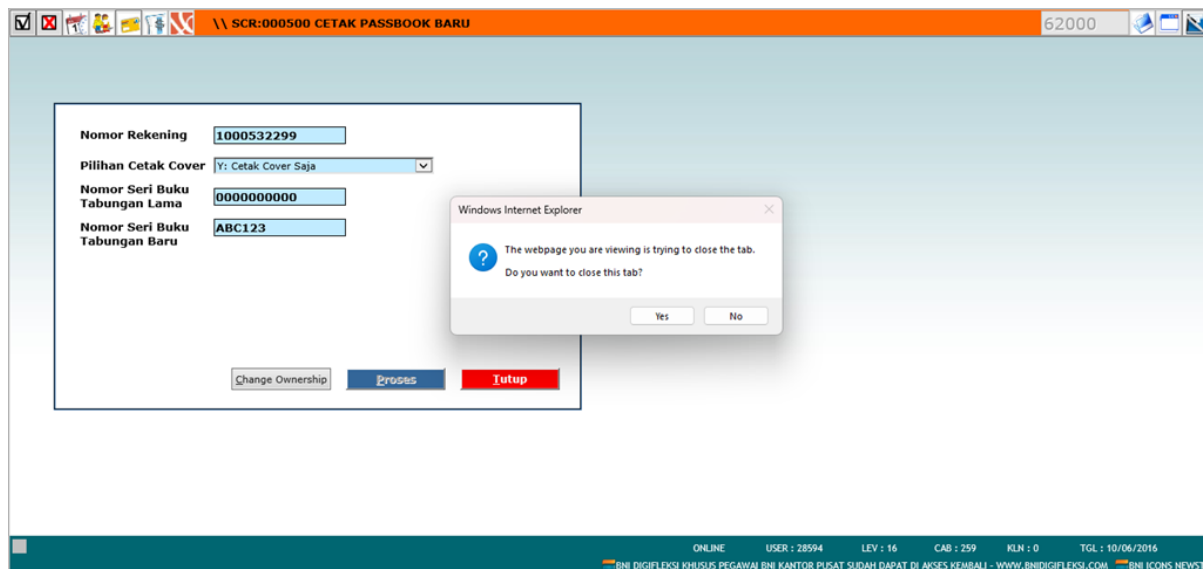 \\ SCR:000500 CETAK PASSBOOK BARU
62000
Nomor Rekening 1000532299
Pilihan Cetak Cover Y: Cetak Cover Saja
Nomor Seri Buku Tabungan Lama 0000000000
Nomor Seri Buku Tabungan Baru ABC123
Windows Internet Explorer
The webpage you are viewing is trying to close the tab.
Do you want to close this tab?
Yes No
Change Ownership Proses Tutup
ONLINE USER : 28594 LEV : 16 CAB : 259 KLN : 0 TGL : 10/06/2016
BNI DIGIFLEKSI KHUSUS PEGAWAI BNI KANTOR PUSAT SUDAH DAPAT DI AKSES KEMBALI - WWW.BNIDIGIFLEKSI.COM BNI ICONS NEWS